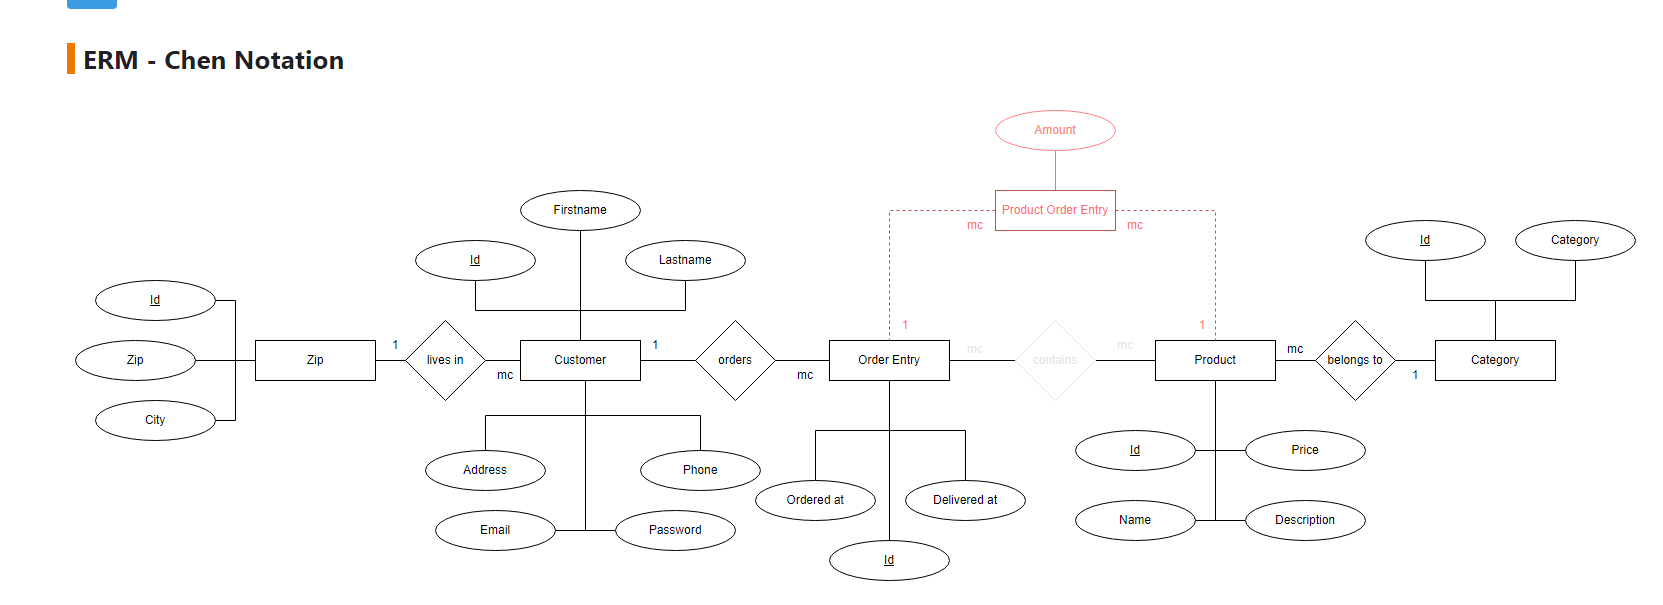 ERM - Chen Notation
Amount
Firstname
Product Order Entry
mc
mc
Id
Lastname
Id
Category
Id
1
1
1
1
mc
mc
mc
Zip
Zip
lives in
Customer
orders
Order Entry
contains
Product
belongs to
Category
mc
mc
1
City
Address
Phone
Id
Price
Ordered at
Delivered at
Email
Password
Name
Description
Id